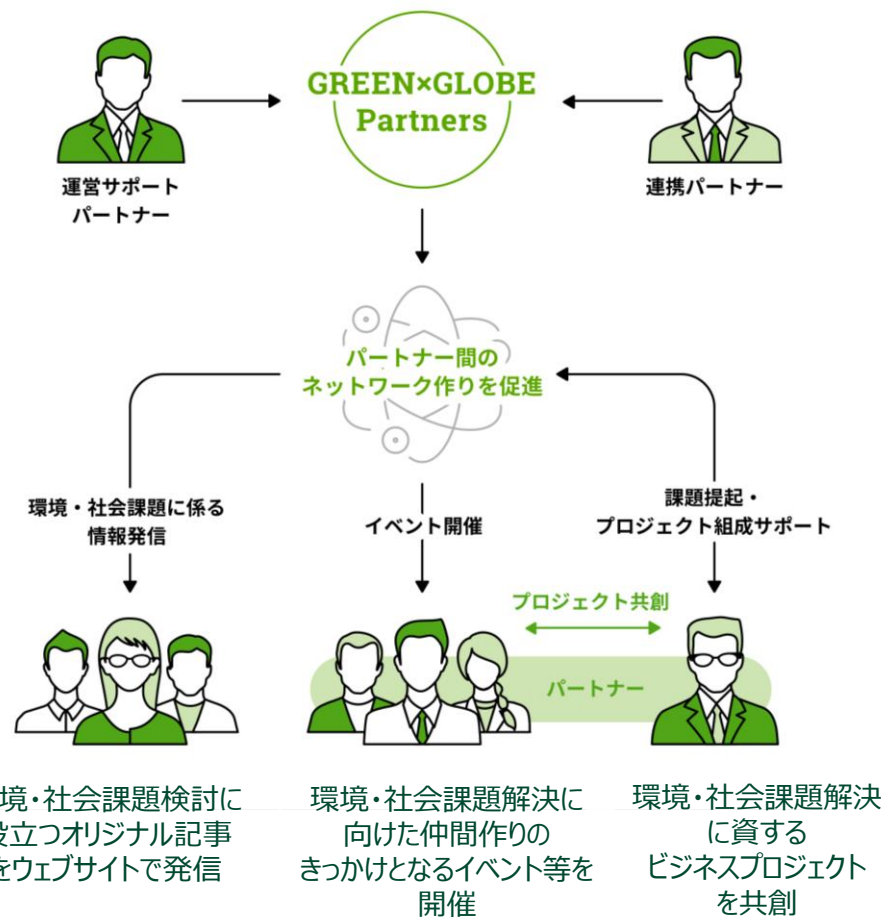 GREEN×GLOBE
Partners
運営サポート
パートナー
連携パートナー
パートナー間の
ネットワーク作りを促進
環境・社会課題に係る
情報発信
イベント開催
課題提起・
プロジェクト組成サポート
プロジェクト共創
パートナー
境・社会課題検討に
役立つオリジナル記事
をウェブサイトで発信
環境・社会課題解決に
向けた仲間作りの
きっかけとなるイベント等を
開催
環境・社会課題解決
に資する
ビジネスプロジェクト
を共創